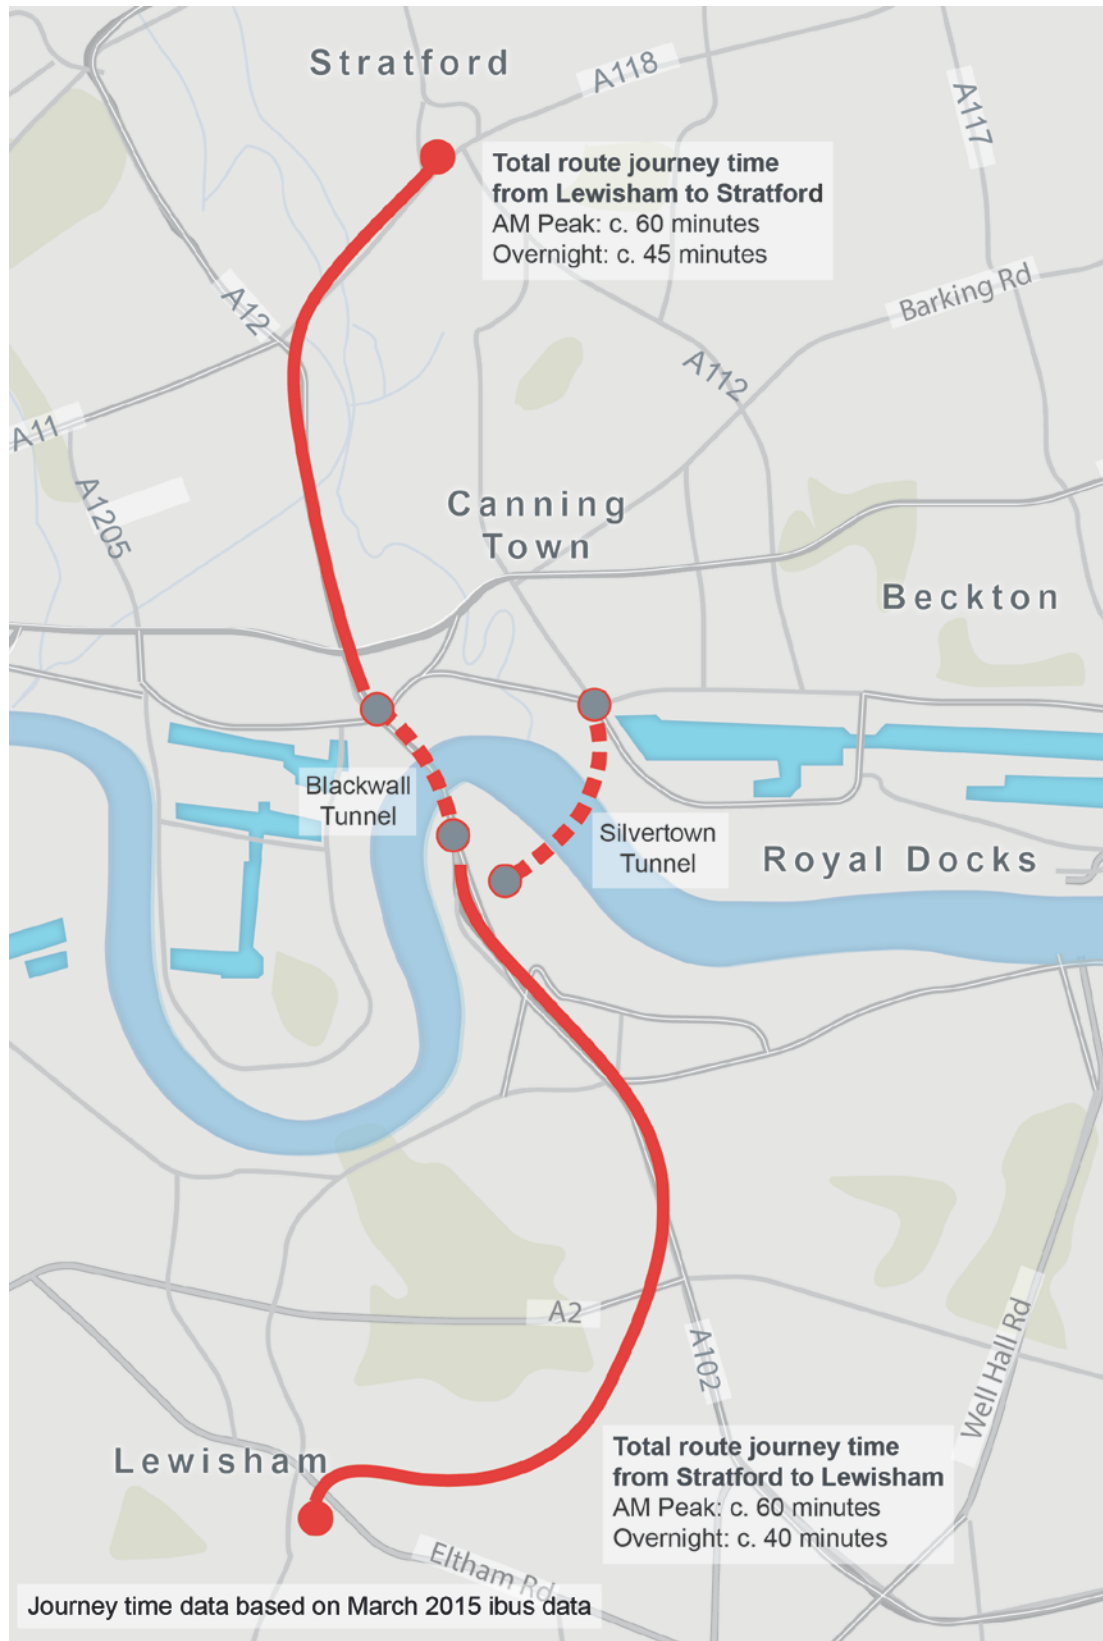 Stratford
A118
A117
Total route journey time
from Lewisham to Stratford
AM Peak: c. 60 minutes
Overnight: c. 45 minutes
A12
Barking Rd
A112
A11
A1205
Canning
Town
Beckton
Blackwall
Tunnel
Silvertown
Tunnel
Royal Docks
A2
A102
Well Hall Rd
Lewisham
Total route journey time
from Stratford to Lewisham
AM Peak: c. 60 minutes
Overnight: c. 40 minutes
Eltham Rd
Journey time data based on March 2015 ibus data